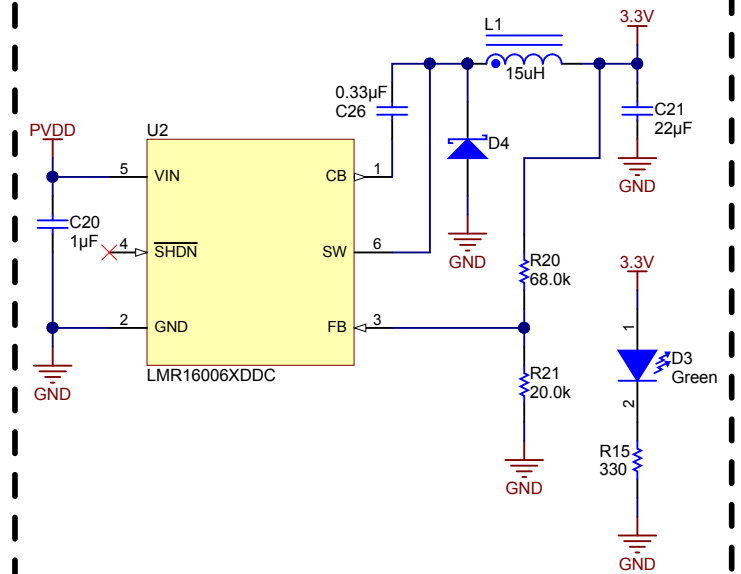 L1
3.3V
15uH
0.33µF
C26
C21
22µF
GND
PVDD
U2
D4
5 VIN
CB 1
C20
1µF
4 SHDN
SW 6
GND
R20
68.0k
3.3V
2 GND
FB 3
1
D3
Green
GND
LMR16006XDDC
R21
20.0k
2
R15
330
GND
GND